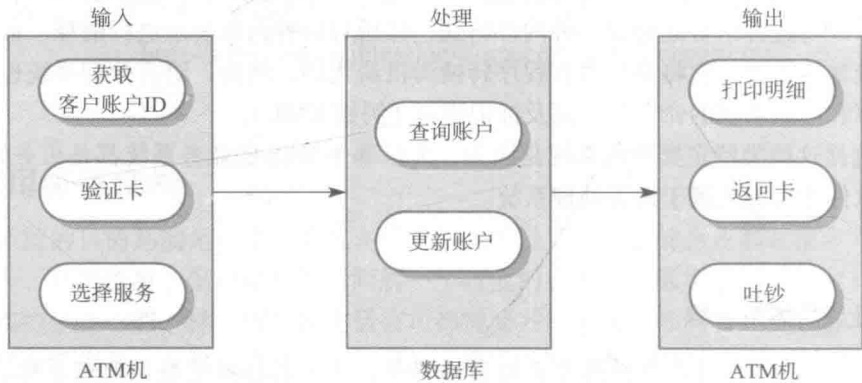 输入
获取
客户账户ID
验证卡
选择服务
ATM机
处理
查询账户
更新账户
数据库
输出
打印明细
返回卡
吐钞
ATM机